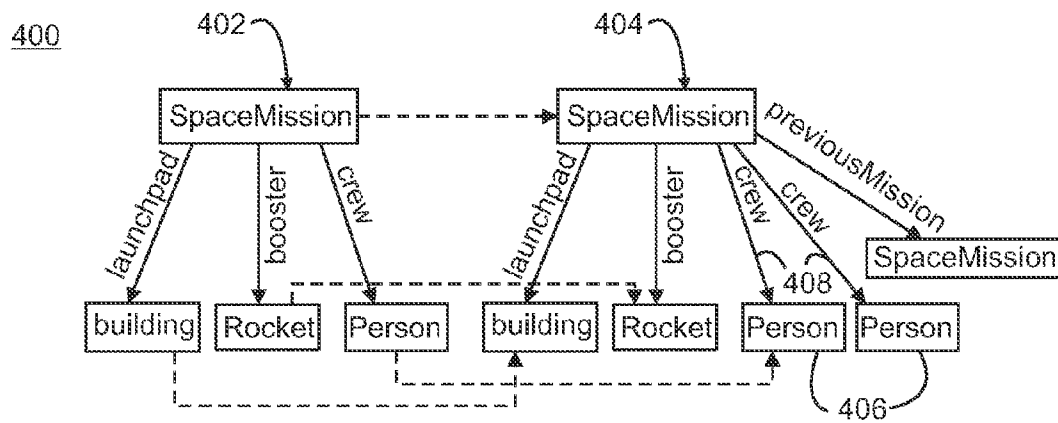 400
402
404
SpaceMission
SpaceMission
launchpad
booster
crew
launchpad
booster
crew
crew
previousMission
SpaceMission
408
building
Rocket
Person
building
Rocket
Person
Person
406